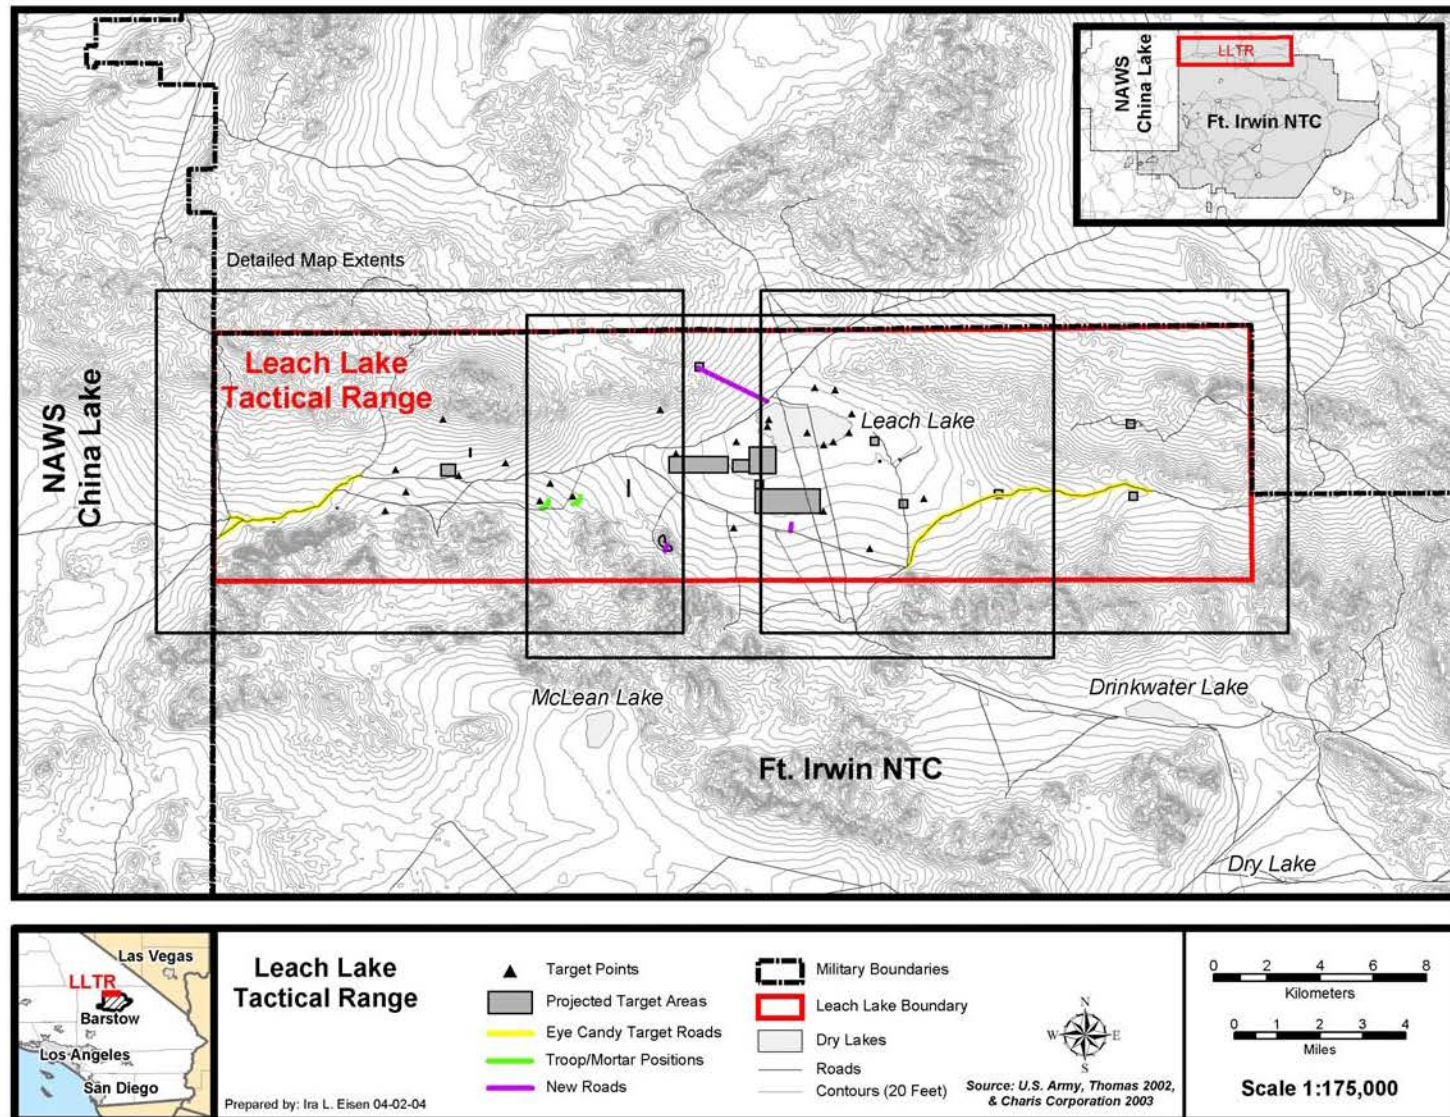 LLTR
NAWS
China Lake
Ft. Irwin NTC
Detailed Map Extents
Leach Lake
Tactical Range
Leach Lake
NAWS
China Lake
McLean Lake
Drinkwater Lake
Ft. Irwin NTC
Dry Lake
Las Vegas
LLTR
Barstow
Los Angeles
San Diego
Leach Lake
Tactical Range
Prepared by: Ira L. Eisen 04-02-04
Target Points
Projected Target Areas
Eye Candy Target Roads
Troop/Mortar Positions
New Roads
Military Boundaries
Leach Lake Boundary
Dry Lakes
Roads
Contours (20 Feet)
N
W E
S
Source: U.S. Army, Thomas 2002,
& Charis Corporation 2003
0 2 4 6 8
Kilometers
0 1 2 3 4
Miles
Scale 1:175,000